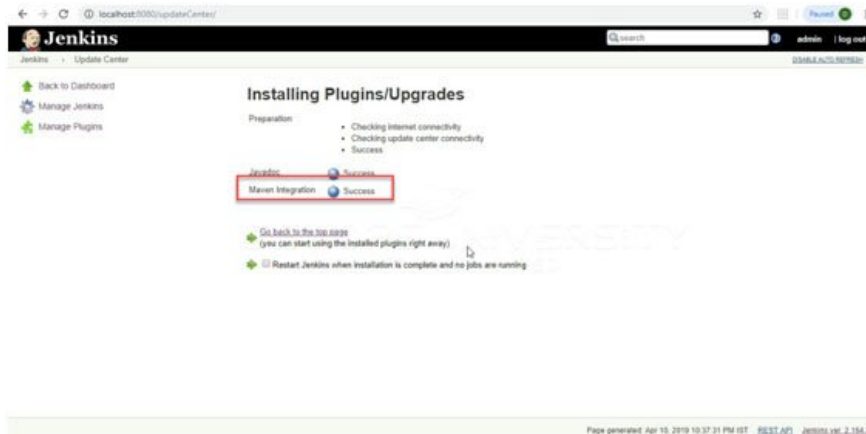 localhost:8080/updateCenter/
Paused
Jenkins
search
admin | log out
Jenkins › Update Center
DISABLE AUTO REFRESH
Back to Dashboard
Manage Jenkins
Manage Plugins
Installing Plugins/Upgrades
Preparation
• Checking internet connectivity
• Checking update center connectivity
• Success
Javadoc Success
Maven Integration Success
Go back to the top page
(you can start using the installed plugins right away)
Restart Jenkins when installation is complete and no jobs are running
Page generated: Apr 10, 2019 10:37:31 PM IST REST API Jenkins ver. 2.164.